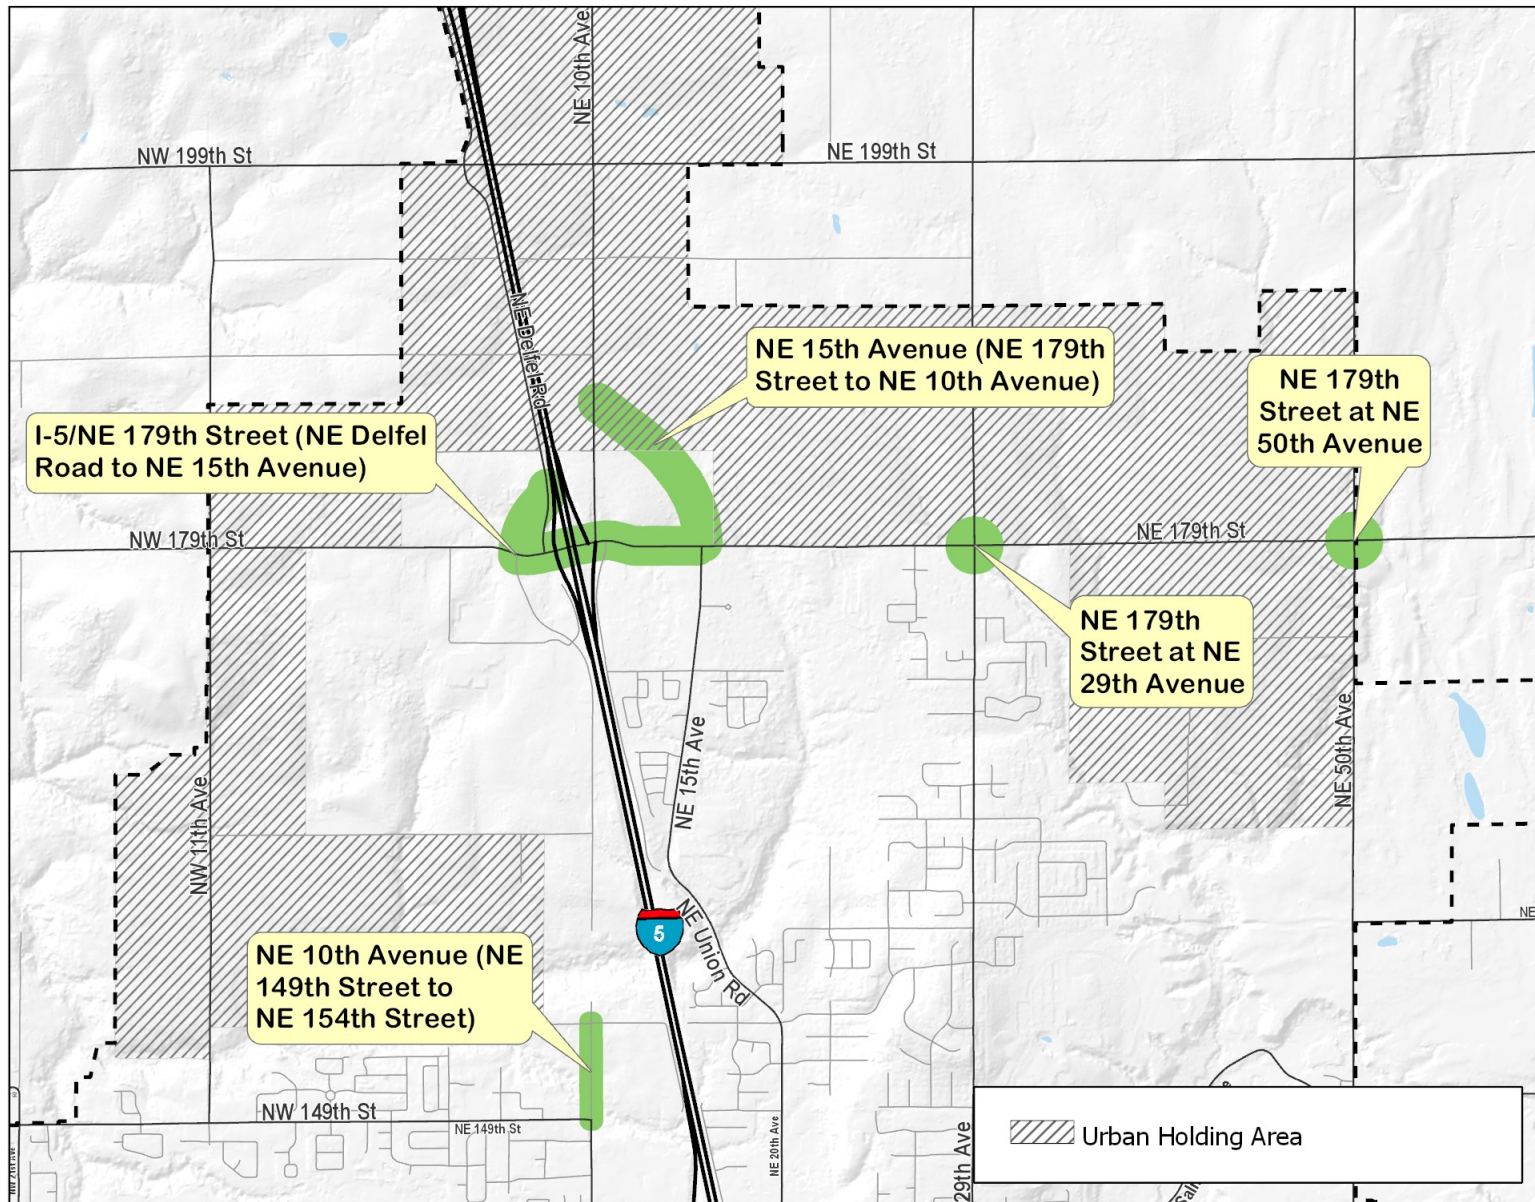 NE 10th Ave
NW 199th St
NE 199th St
NE Delfel Rd
NE 15th Avenue (NE 179th
Street to NE 10th Avenue)
NE 179th
Street at NE
50th Avenue
I-5/NE 179th Street (NE Delfel
Road to NE 15th Avenue)
NW 179th St
NE 179th St
NE 179th
Street at NE
29th Avenue
NE 15th Ave
NE 50th Ave
NW 11th Ave
5
NE Union Rd
NE
NE 10th Avenue (NE
149th Street to
NE 154th Street)
NW 149th St
NE 149th St
NE 20th Ave
29th Ave
NW 21st Ave
Urban Holding Area